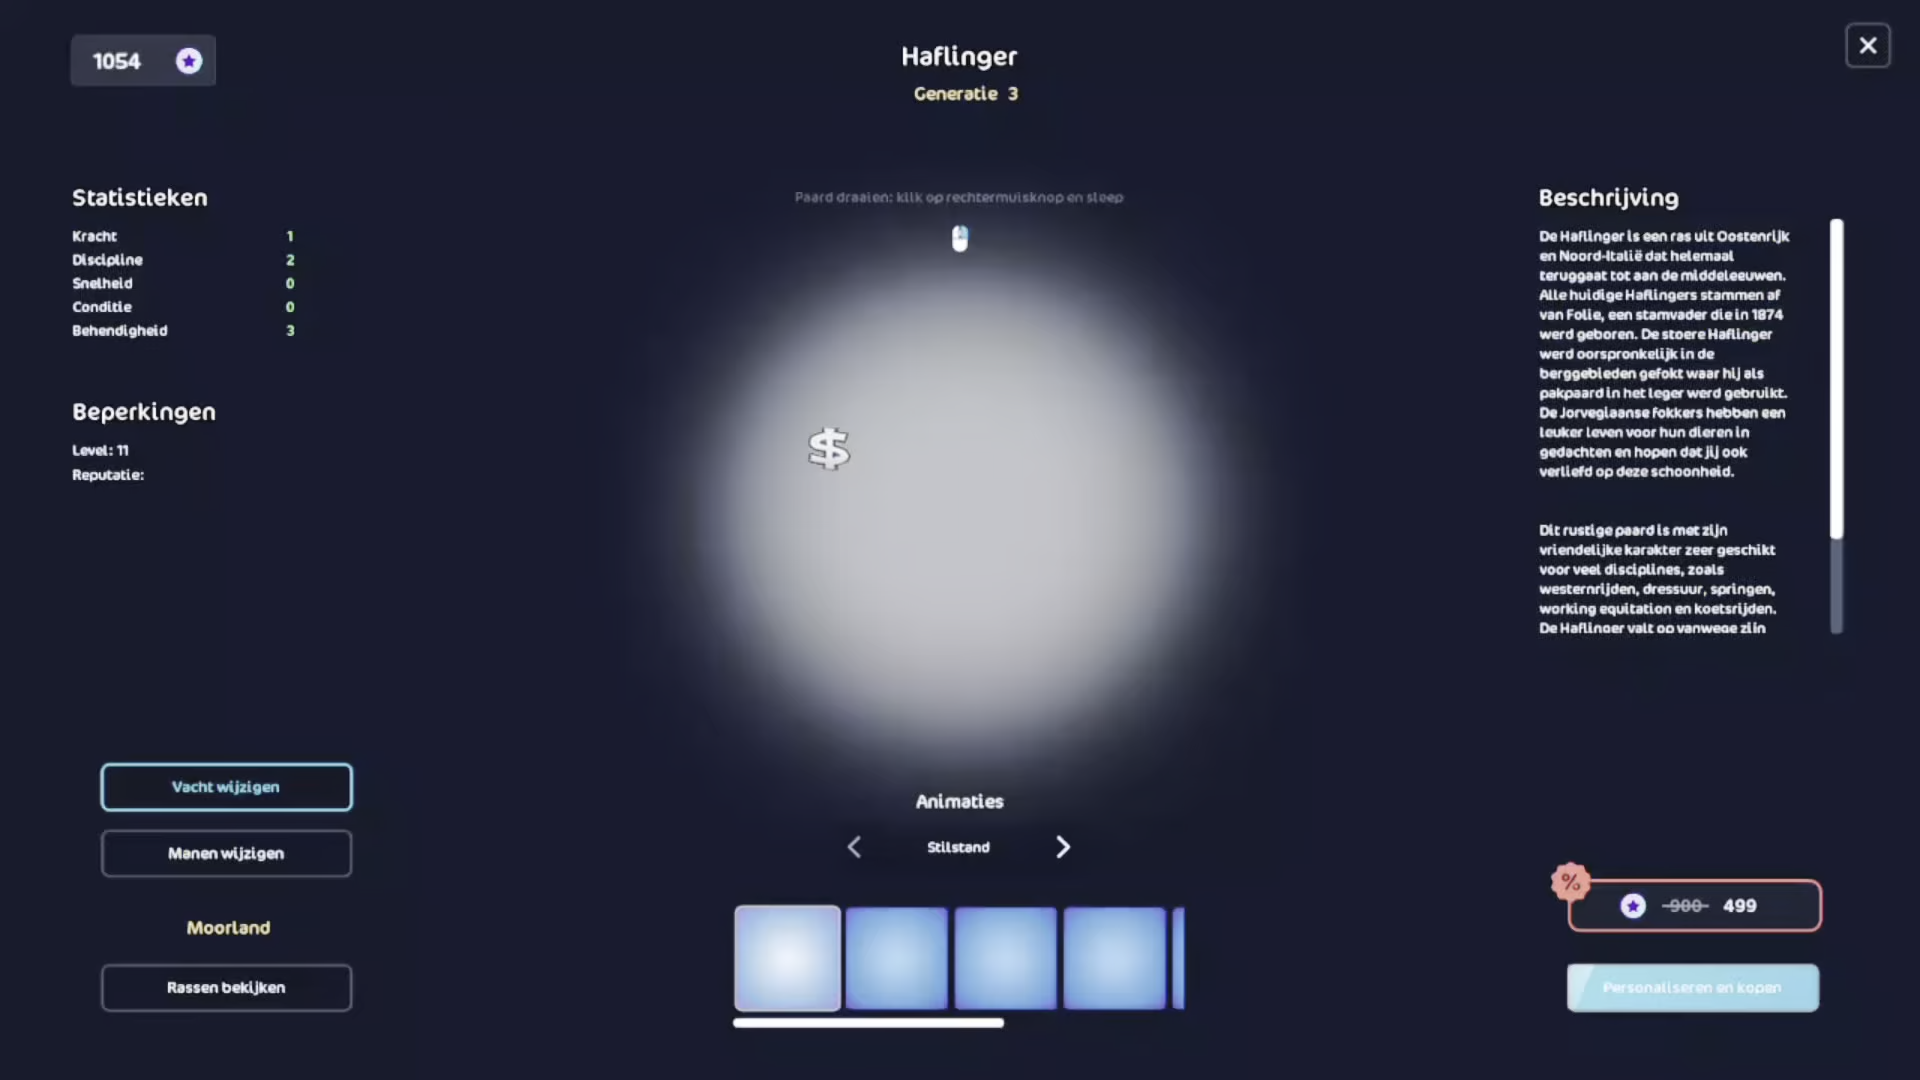 1054
Haflinger
Generatie 3
Statistieken
Kracht 1
Discipline 2
Snelheid 0
Conditie 0
Behendigheid 3
Beperkingen
Level: 11
Reputatie:
Vacht wijzigen
Manen wijzigen
Moorland
Rassen bekijken
Paard draaien: klik op rechtermuisknop en sleep
$
Animaties
Stilstand
Beschrijving
De Haflinger is een ras uit Oostenrijk
en Noord-Italië dat helemaal
teruggaat tot aan de middeleeuwen.
Alle huidige Haflingers stammen af
van Folie, een stamvader die in 1874
werd geboren. De stoere Haflinger
werd oorspronkelijk in de
berggebieden gefokt waar hij als
pakpaard in het leger werd gebruikt.
De Jorvegiaanse fokkers hebben een
leuker leven voor hun dieren in
gedachten en hopen dat jij ook
verliefd op deze schoonheid.
Dit rustige paard is met zijn
vriendelijke karakter zeer geschikt
voor veel disciplines, zoals
westernrijden, dressuur, springen,
working equitation en koetsrijden.
De Haflinger valt op vanwege zijn
%
900 499
Personaliseren en kopen